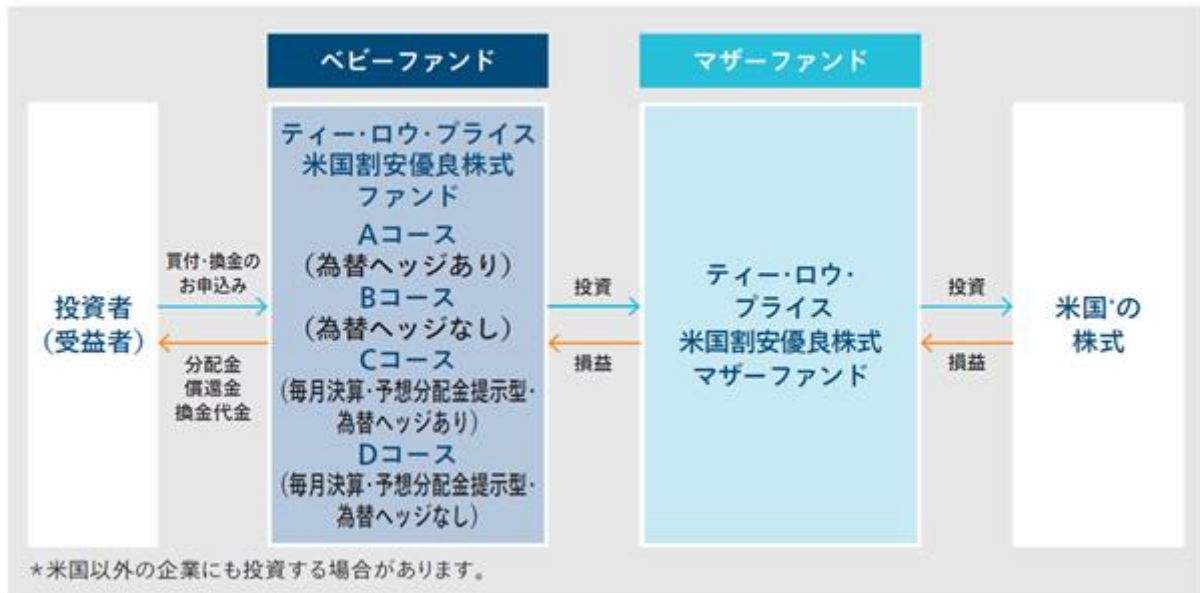 ベビーファンド
マザーファンド
投資者
(受益者)
買付・換金の
お申込み
分配金
償還金
換金代金
ティー・ロウ・プライス
米国割安優良株式
ファンド
Aコース
(為替ヘッジあり)
Bコース
(為替ヘッジなし)
Cコース
(毎月決算・予想分配金提示型・
為替ヘッジあり)
Dコース
(毎月決算・予想分配金提示型・
為替ヘッジなし)
投資
損益
ティー・ロウ・
プライス
米国割安優良株式
マザーファンド
投資
損益
米国*の
株式
*米国以外の企業にも投資する場合があります。